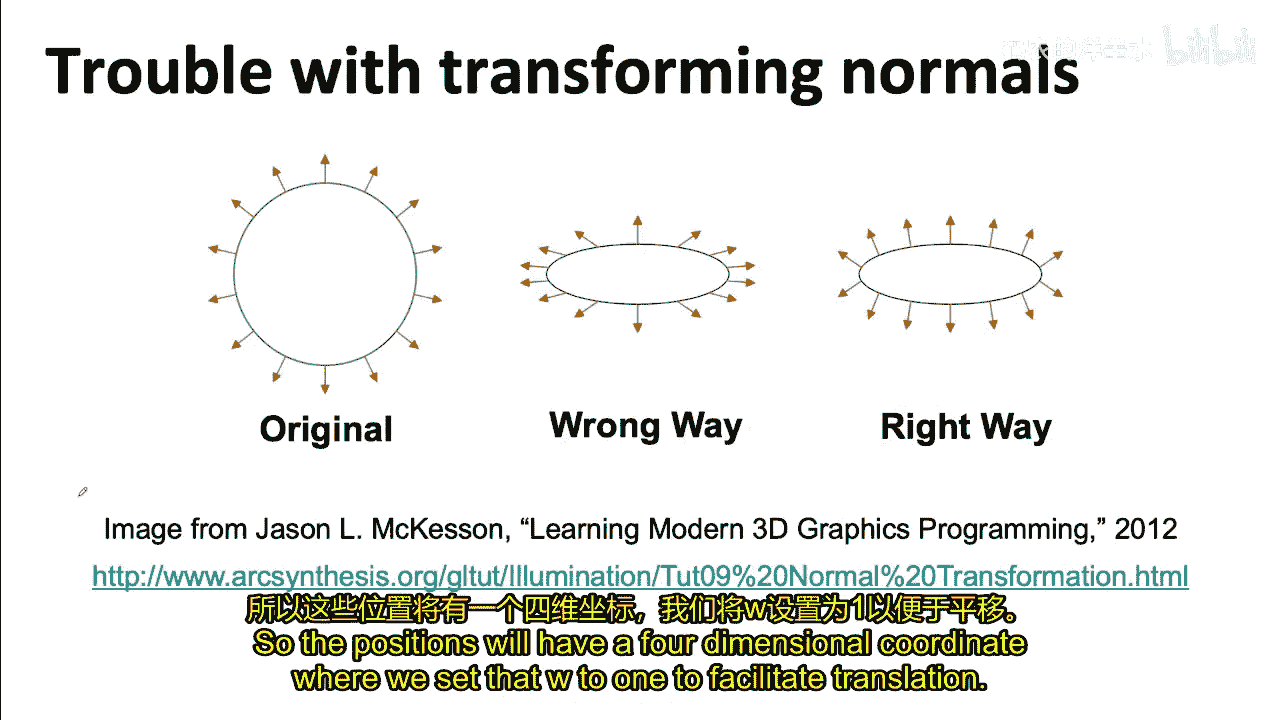 Trouble with transforming normals
bilibili
Original
Wrong Way
Right Way
Image from Jason L. McKesson, “Learning Modern 3D Graphics Programming,” 2012
http://www.arcsynthesis.org/gltut/Illumination/Tut09%20Normal%20Transformation.html
所以这些位置将有一个四维坐标，我们将w设置为1以便于平移。
So the positions will have a four dimensional coordinate
where we set that w to one to facilitate translation.